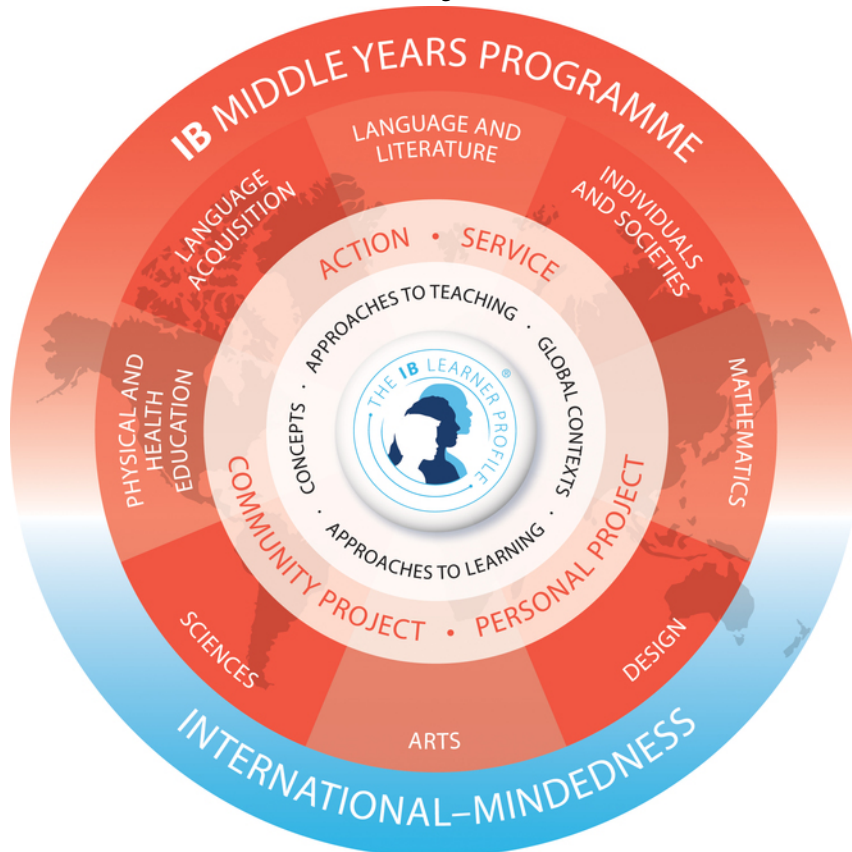 IB MIDDLE YEARS PROGRAMME
LANGUAGE AND
LITERATURE
INDIVIDUALS
AND SOCIETIES
MATHEMATICS
DESIGN
ARTS
SCIENCES
PHYSICAL AND
HEALTH
EDUCATION
LANGUAGE
ACQUISITION
ACTION • SERVICE
PERSONAL PROJECT
COMMUNITY PROJECT •
APPROACHES TO TEACHING ·
GLOBAL CONTEXTS ·
APPROACHES TO LEARNING ·
CONCEPTS ·
THE IB LEARNER PROFILE ®
INTERNATIONAL–MINDEDNESS